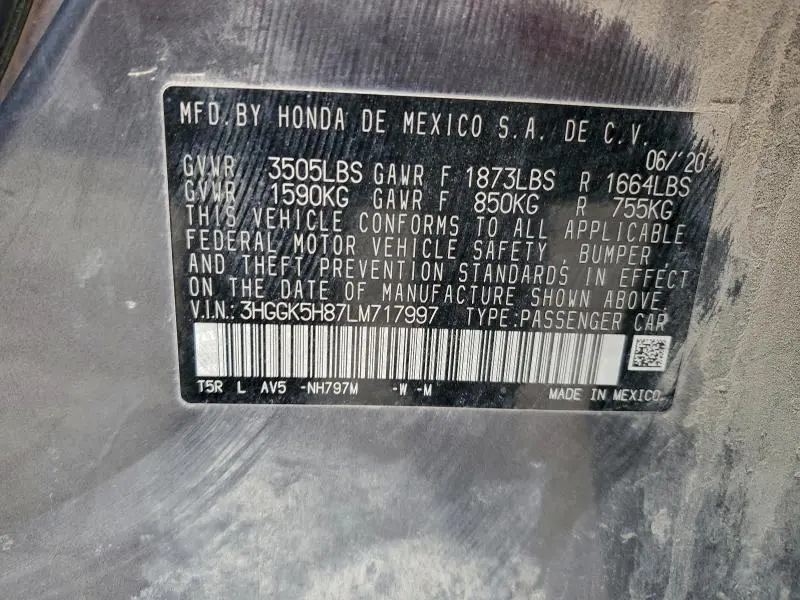 MFD.BY HONDA DE MEXICO S.A. DE C.V.
06/'20
GVWR 3505LBS GAWR F 1873LBS R 1664LBS
GVWR 1590KG GAWR F 850KG R 755KG
THIS VEHICLE CONFORMS TO ALL APPLICABLE
FEDERAL MOTOR VEHICLE SAFETY, BUMPER
AND THEFT PREVENTION STANDARDS IN EFFECT
ON THE DATE OF MANUFACTURE SHOWN ABOVE.
V.I.N.: 3HGGK5H87LM717997 TYPE:PASSENGER CAR
T5R L AV5 -NH797M -W -M MADE IN MEXICO